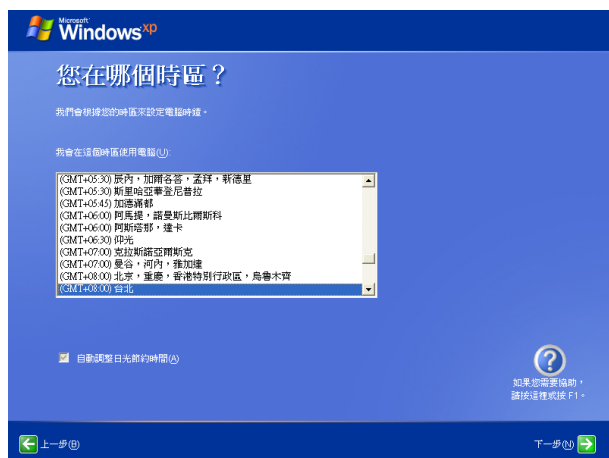 Microsoft
Windows xp
您在哪個時區？
我們會根據您的時區來設定電腦時鐘。
我會在這個時區使用電腦(U):
(GMT+05:30) 辰內，加爾各答，孟拜，新德里
(GMT+05:30) 斯里哈亞華登尼普拉
(GMT+05:45) 加德滿都
(GMT+06:00) 阿馬提，諾曼斯比爾斯科
(GMT+06:00) 阿斯塔那，達卡
(GMT+06:30) 仰光
(GMT+07:00) 克拉斯諾亞爾斯克
(GMT+07:00) 曼谷，河內，雅加達
(GMT+08:00) 北京，重慶，香港特別行政區，烏魯木齊
(GMT+08:00) 台北
自動調整日光節約時間(A)
如果您需要協助，
請按這裡或按 F1。
上一步(B)
下一步(N)